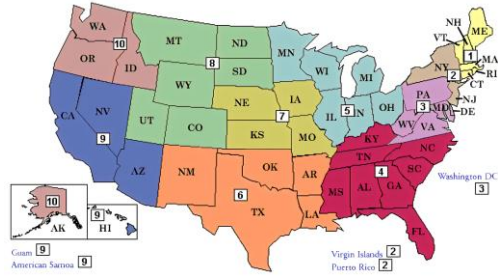 NH
ME
WA
VT
MT
ND
MN
1
10
MA
OR
ID
8
SD
WI
MI
NY
2
RI
CT
WY
NJ
NE
IA
PA
3
MD
DE
NV
UT
CO
IL
5
IN
OH
WV
VA
CA
KS
7
MO
KY
9
NC
TN
AZ
NM
OK
AR
4
SC
MS
AL
GA
Washington DC
3
6
TX
LA
10
9
AK
HI
FL
Guam 9
American Samoa 9
Virgin Islands 2
Puerto Rico 2